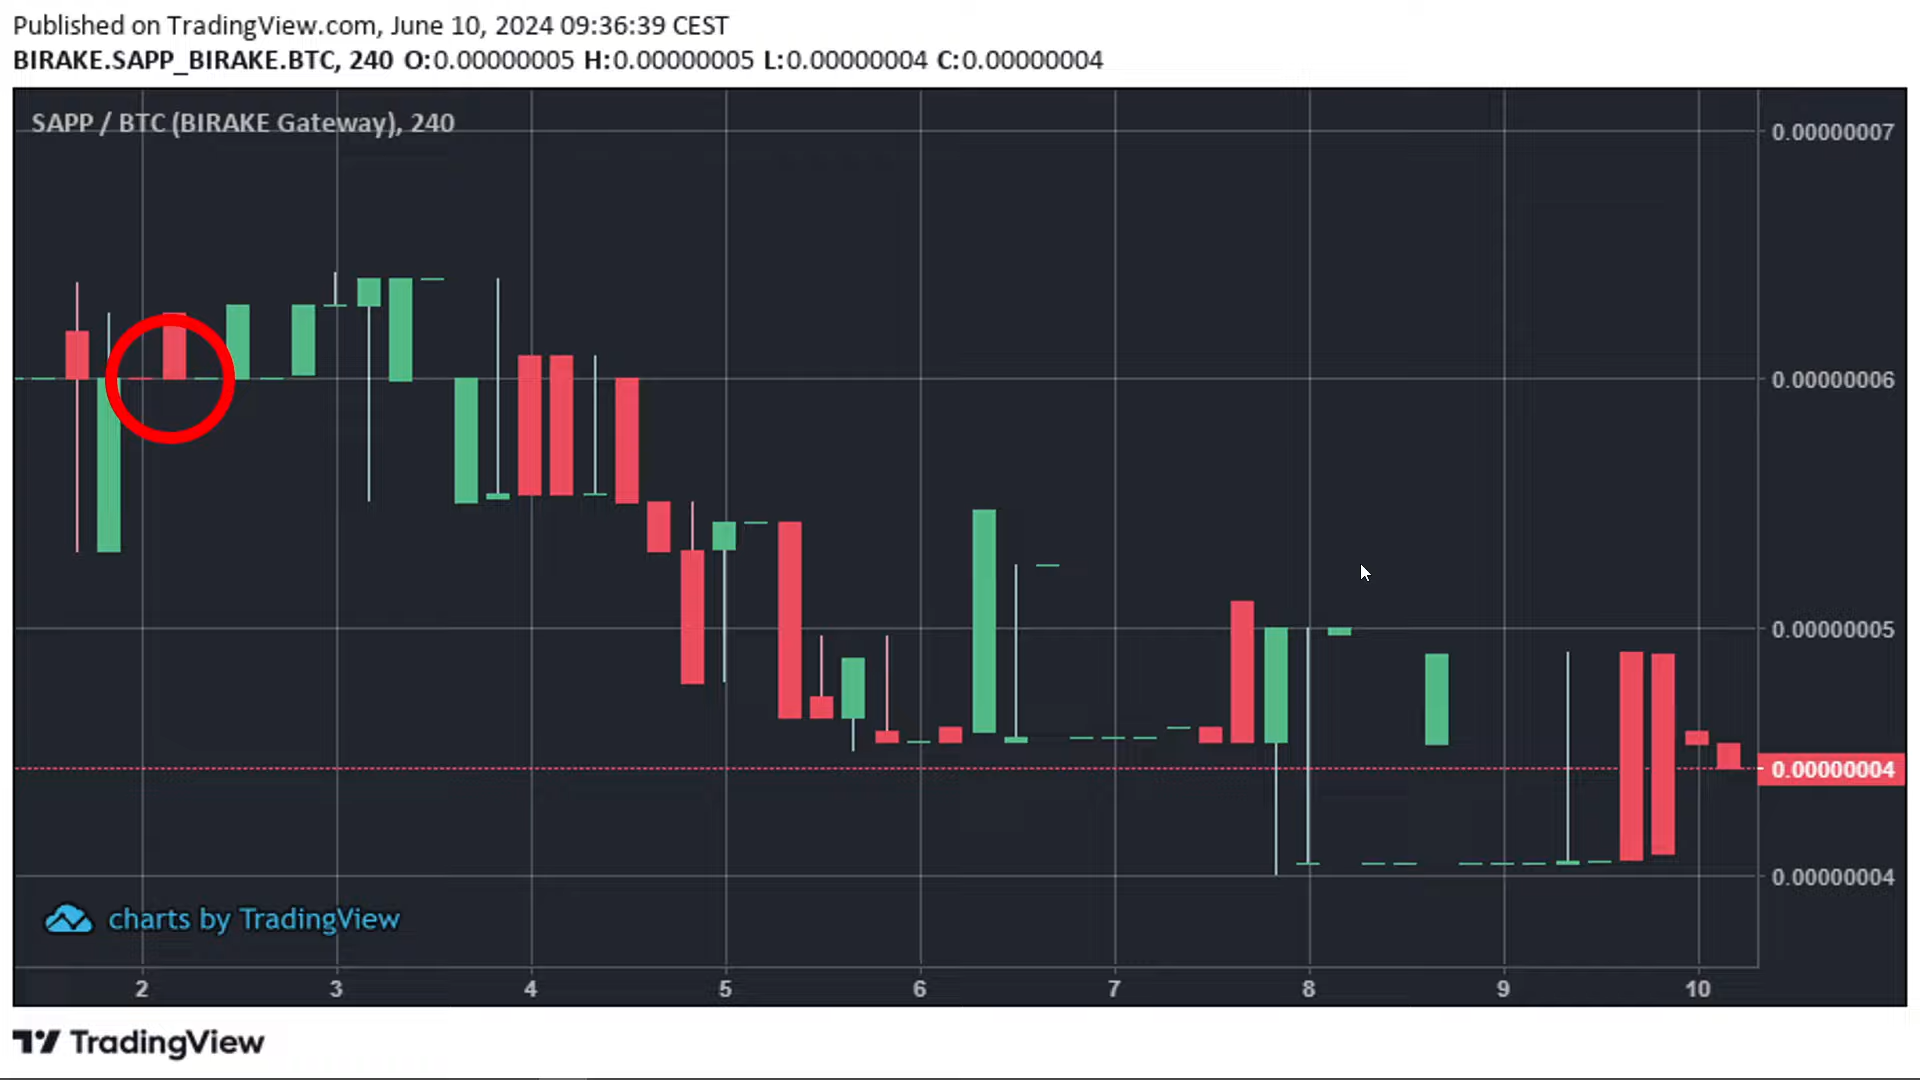 Published on TradingView.com, June 10, 2024 09:36:39 CEST
BIRAKE.SAPP_BIRAKE.BTC, 240 O:0.00000005 H:0.00000005 L:0.00000004 C:0.00000004
SAPP / BTC (BIRAKE Gateway), 240
0.00000007
0.00000006
0.00000005
0.00000004
0.00000004
charts by TradingView
2 3 4 5 6 7 8 9 10
TradingView